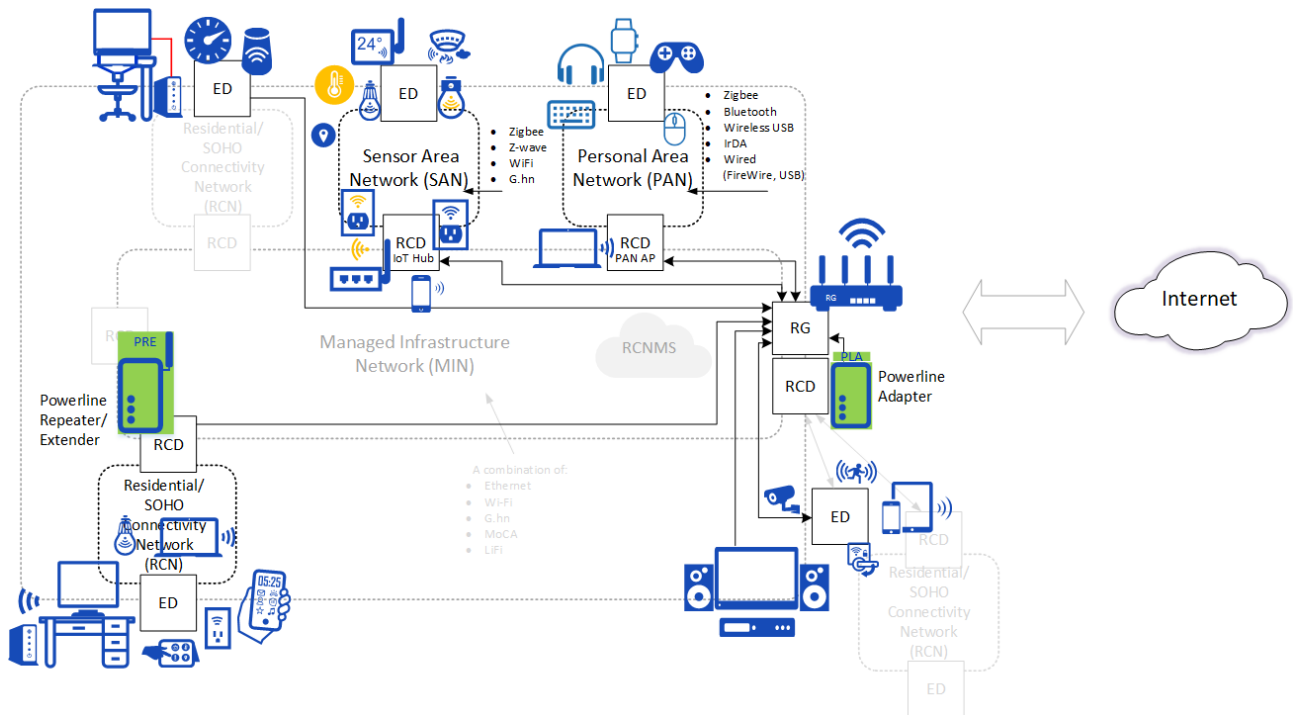 ED
Residential/
SOHO
Connectivity
Network
(RCN)
RCD
24°
ED
Sensor Area
Network (SAN)
• Zigbee
• Z-wave
• WiFi
• G.hn
RCD
IoT Hub
ED
Personal Area
Network (PAN)
• Zigbee
• Bluetooth
• Wireless USB
• IrDA
• Wired
(FireWire, USB)
RCD
PAN AP
RG
RG
RCD
PLA
Powerline
Adapter
Internet
Managed Infrastructure
Network (MIN)
RCNMS
RCD
PRE
Powerline
Repeater/
Extender
RCD
Residential/
SOHO
Connectivity
Network
(RCN)
ED
05:25
A combination of:
• Ethernet
• Wi-Fi
• G.hn
• MoCA
• LiFi
ED
RCD
Residential/
SOHO
Connectivity
Network
(RCN)
ED